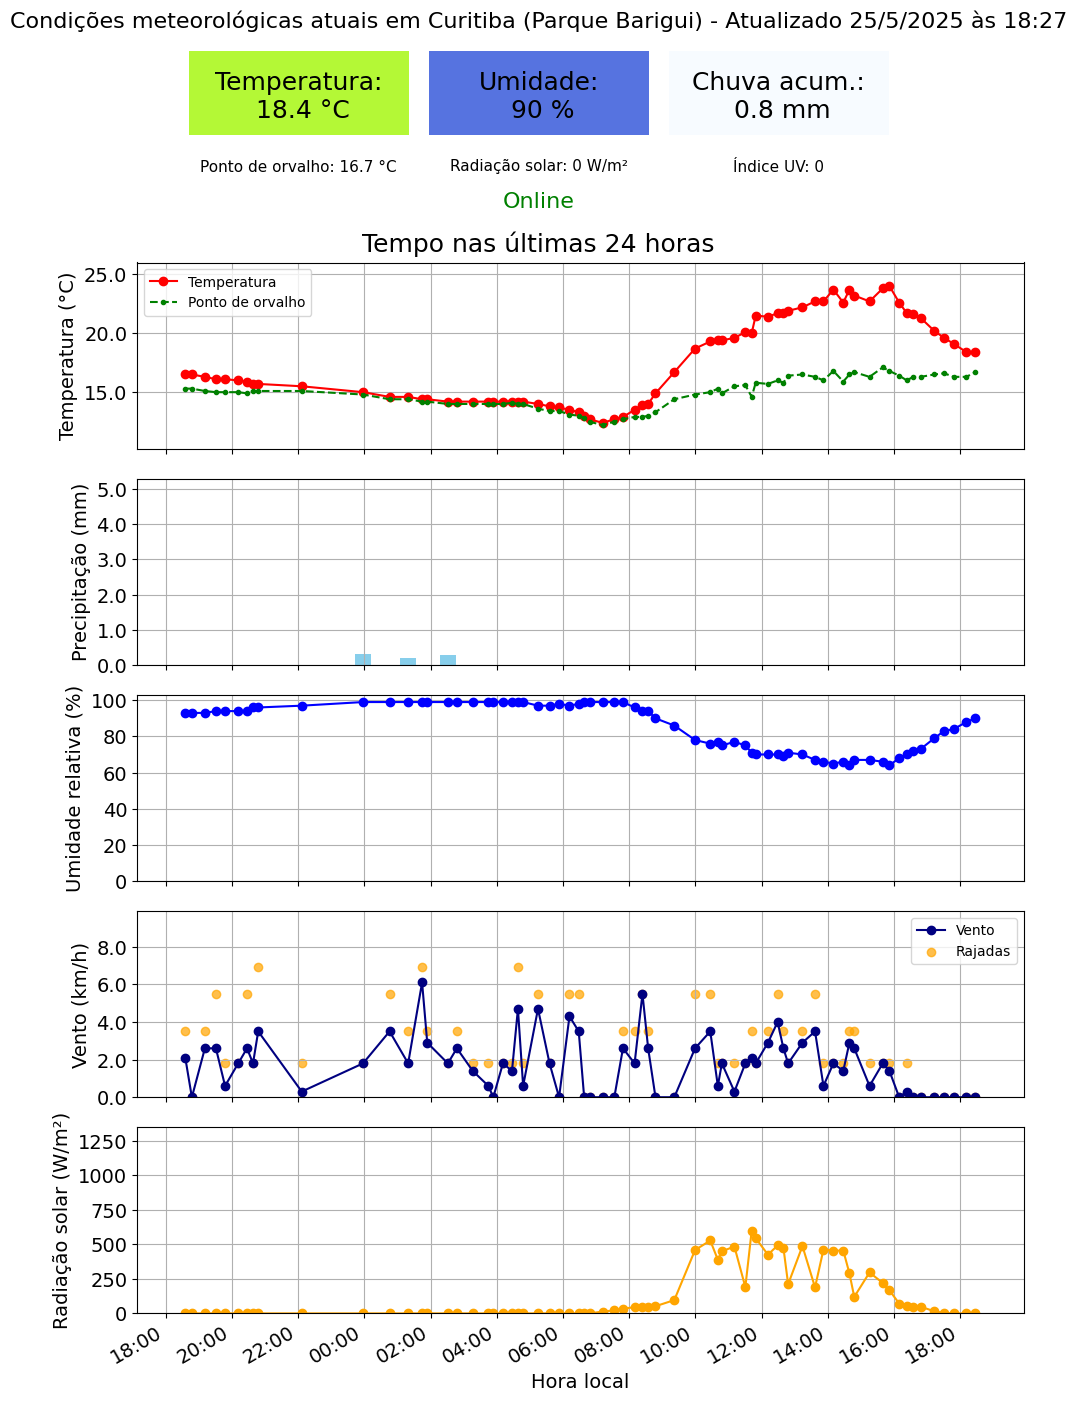 Condições meteorológicas atuais em Curitiba (Parque Barigui) - Atualizado 25/5/2025 às 18:27
Temperatura:
18.4 °C
Umidade:
90 %
Chuva acum.:
0.8 mm
Ponto de orvalho: 16.7 °C
Radiação solar: 0 W/m²
Índice UV: 0
Online
Tempo nas últimas 24 horas
Temperatura (°C)
25.0
20.0
15.0
Temperatura
Ponto de orvalho
Precipitação (mm)
5.0
4.0
3.0
2.0
1.0
0.0
Umidade relativa (%)
100
80
60
40
20
0
Vento (km/h)
8.0
6.0
4.0
2.0
0.0
Vento
Rajadas
Radiação solar (W/m²)
1250
1000
750
500
250
0
18:00
20:00
22:00
00:00
02:00
04:00
06:00
08:00
10:00
12:00
14:00
16:00
18:00
Hora local